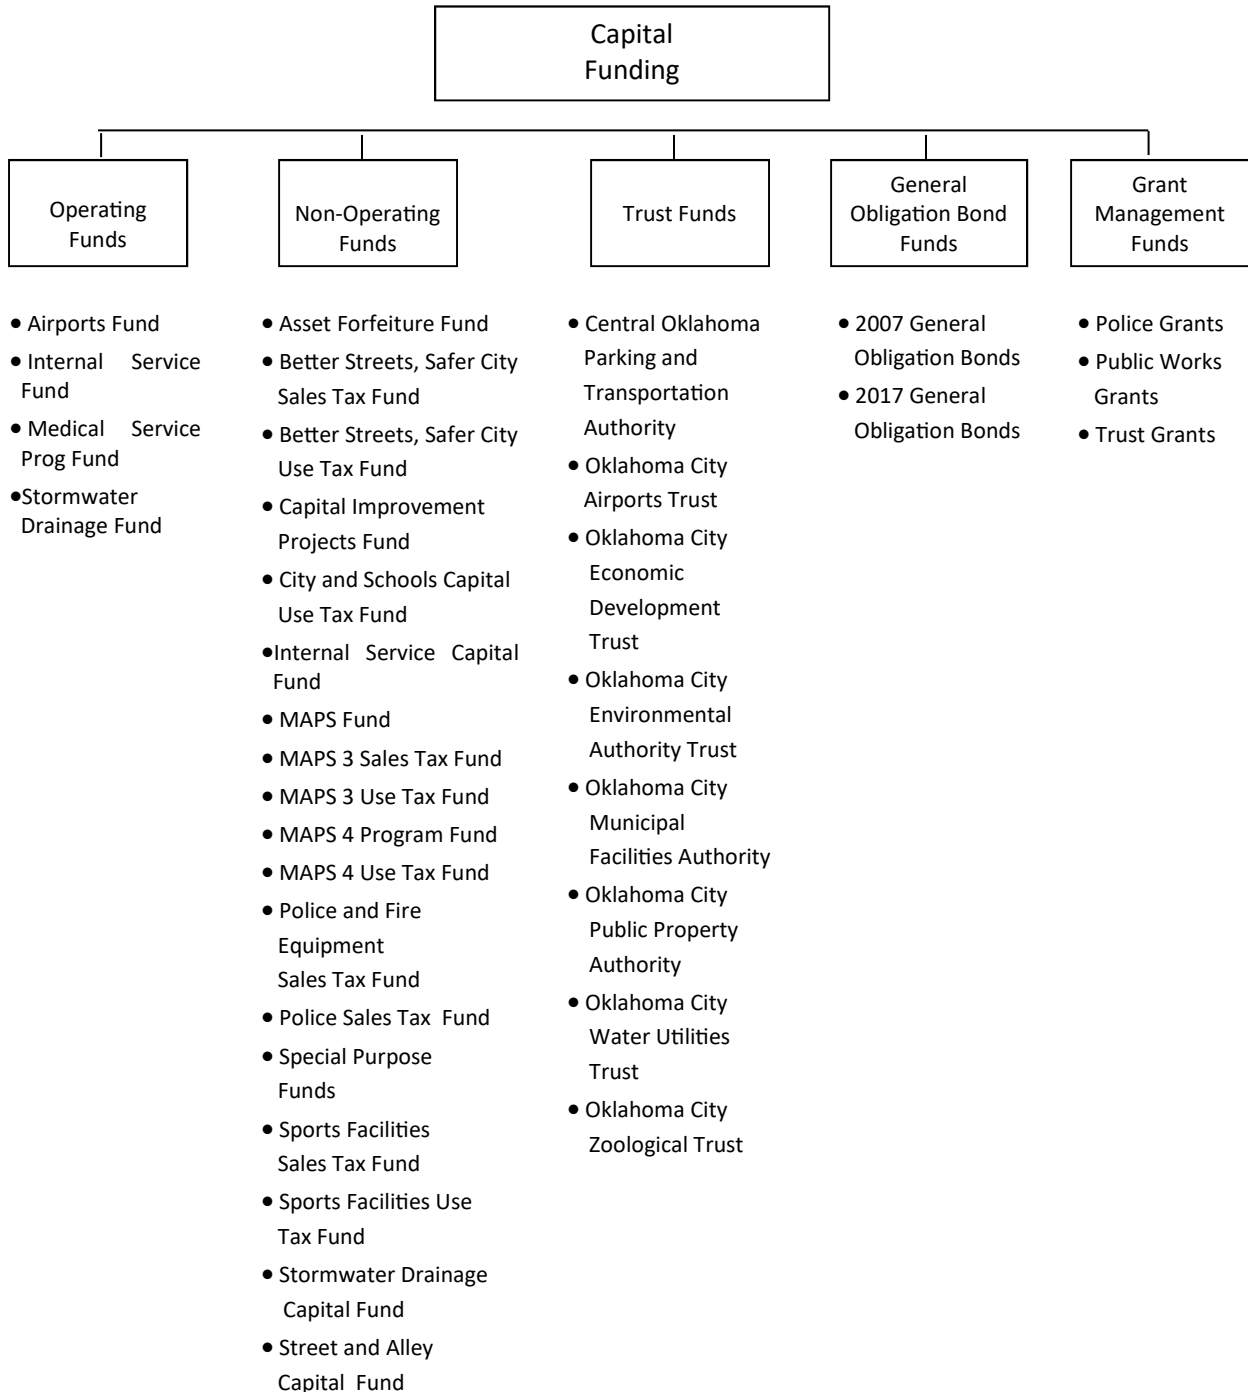 Capital
Funding
Operating
Funds
Non-Operating
Funds
Trust Funds
General
Obligation Bond
Funds
Grant
Management
Funds
• Airports Fund
• Internal Service
Fund
• Medical Service
Prog Fund
•Stormwater
Drainage Fund
• Asset Forfeiture Fund
• Better Streets, Safer City
Sales Tax Fund
• Better Streets, Safer City
Use Tax Fund
• Capital Improvement
Projects Fund
• City and Schools Capital
Use Tax Fund
•Internal Service Capital
Fund
• MAPS Fund
• MAPS 3 Sales Tax Fund
• MAPS 3 Use Tax Fund
• MAPS 4 Program Fund
• MAPS 4 Use Tax Fund
• Police and Fire
Equipment
Sales Tax Fund
• Police Sales Tax Fund
• Special Purpose
Funds
• Sports Facilities
Sales Tax Fund
• Sports Facilities Use
Tax Fund
• Stormwater Drainage
Capital Fund
• Street and Alley
Capital Fund
• Central Oklahoma
Parking and
Transportation
Authority
• Oklahoma City
Airports Trust
• Oklahoma City
Economic
Development
Trust
• Oklahoma City
Environmental
Authority Trust
• Oklahoma City
Municipal
Facilities Authority
• Oklahoma City
Public Property
Authority
• Oklahoma City
Water Utilities
Trust
• Oklahoma City
Zoological Trust
• 2007 General
Obligation Bonds
• 2017 General
Obligation Bonds
• Police Grants
• Public Works
Grants
• Trust Grants